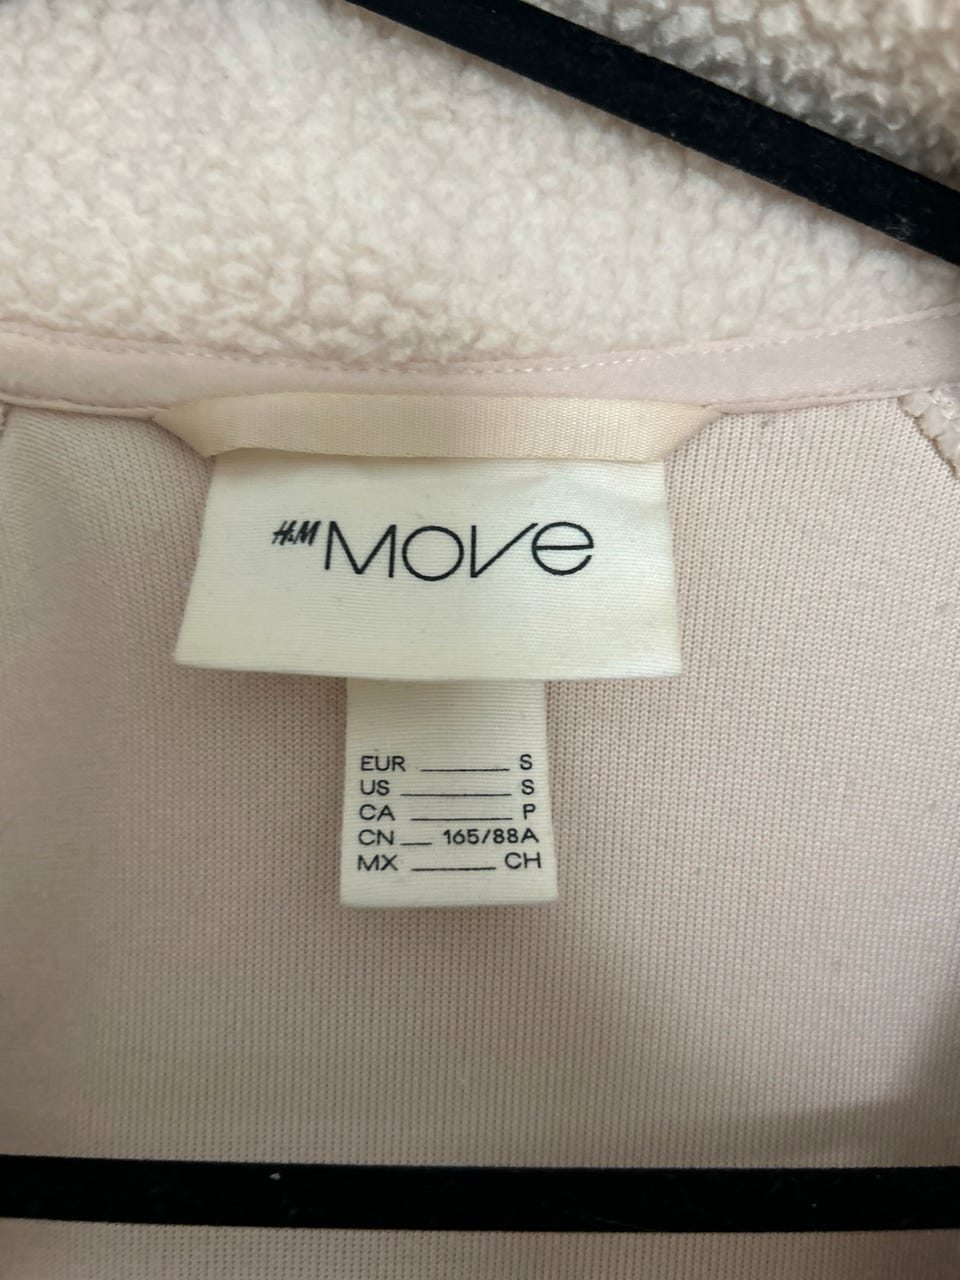 H&M MOVE
EUR S
US S
CA P
CN 165/88A
MX CH